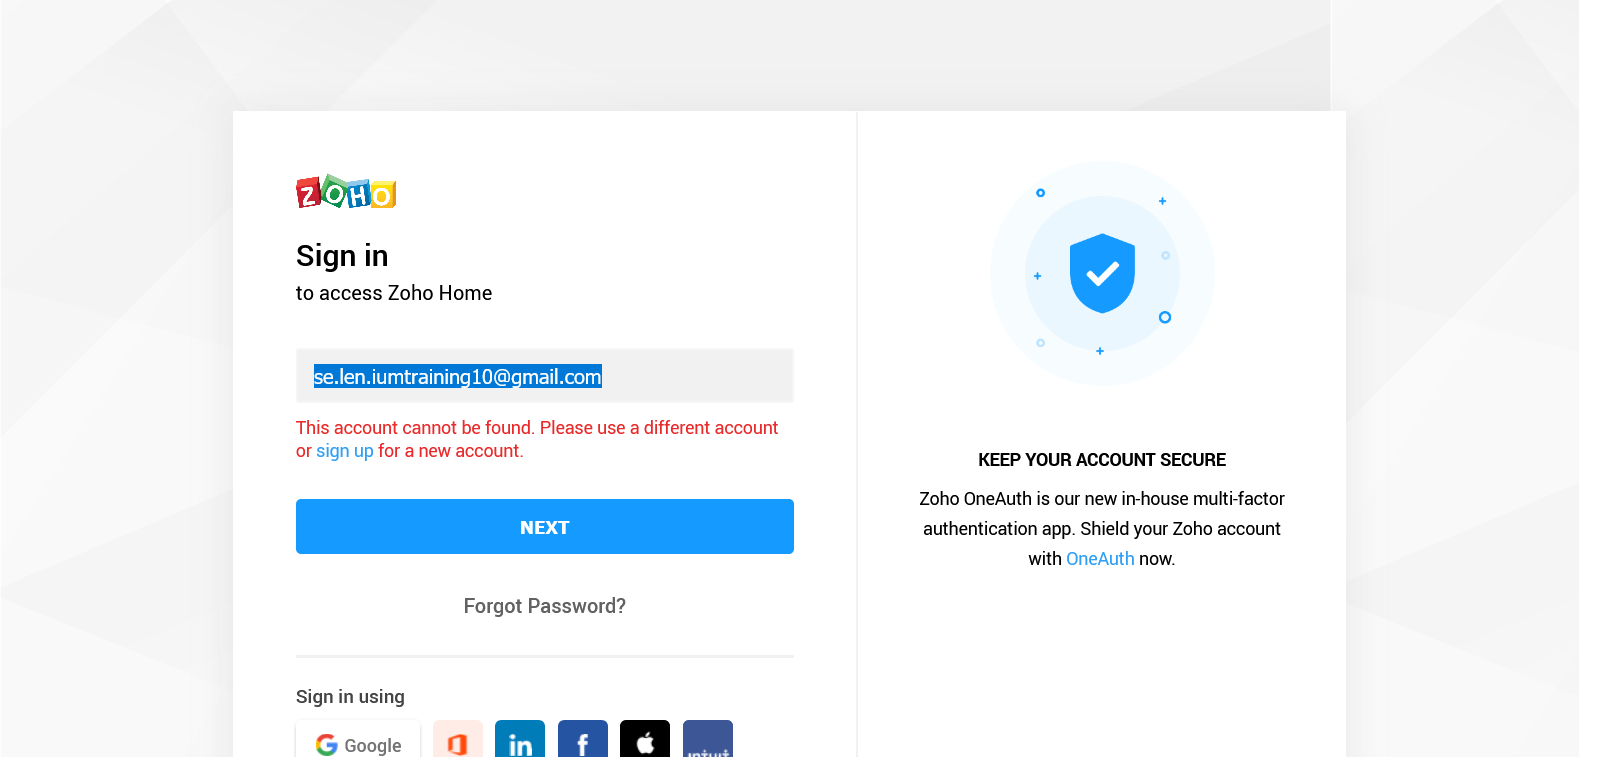 ZOHO
Sign in
to access Zoho Home
se.len.iumtraining10@gmail.com
This account cannot be found. Please use a different account
or sign up for a new account.
NEXT
Forgot Password?
Sign in using
Google
in
f
INTUIT
KEEP YOUR ACCOUNT SECURE
Zoho OneAuth is our new in-house multi-factor
authentication app. Shield your Zoho account
with OneAuth now.